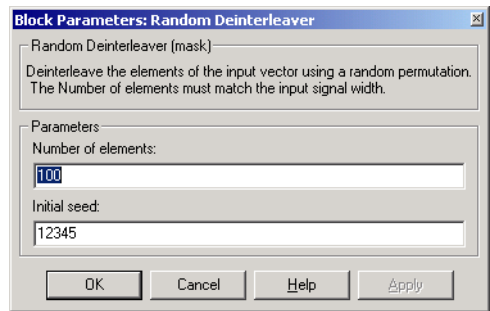 Block Parameters: Random Deinterleaver
Random Deinterleaver (mask)
Deinterleave the elements of the input vector using a random permutation.
The Number of elements must match the input signal width.
Parameters
Number of elements:
100
Initial seed:
12345
OK Cancel Help Apply